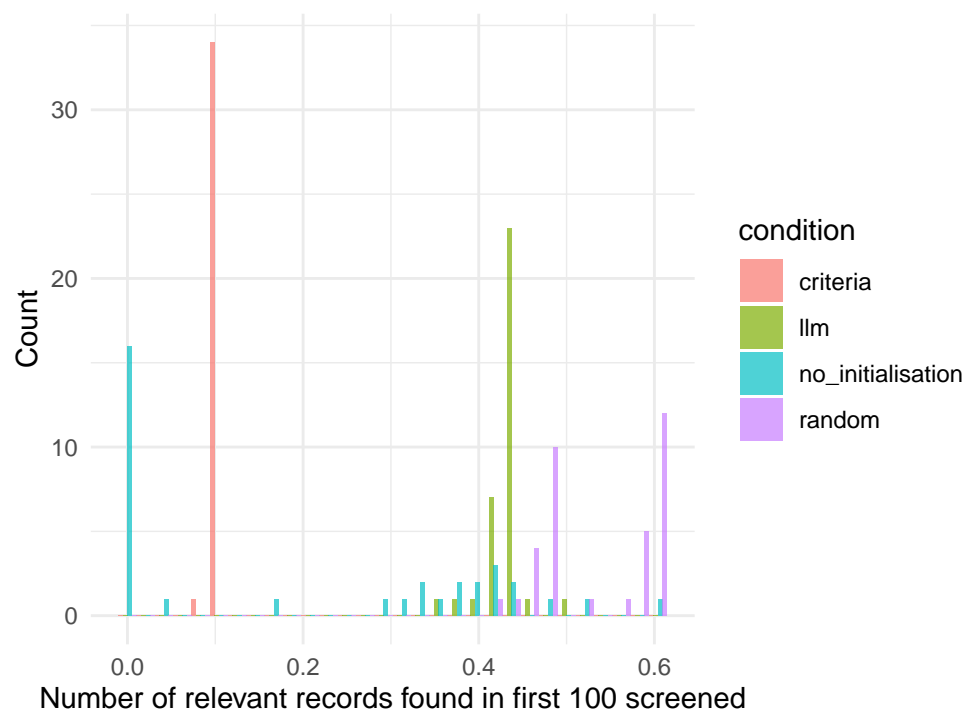 30
20
10
0
Count
0.0 0.2 0.4 0.6
Number of relevant records found in first 100 screened
condition
criteria
llm
no_initialisation
random